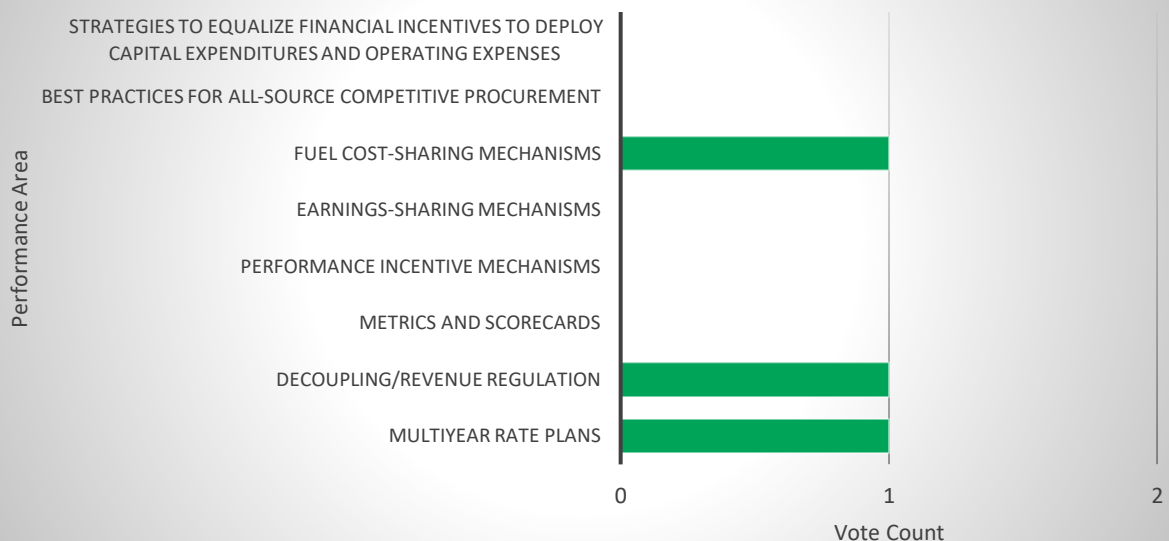 STRATEGIES TO EQUALIZE FINANCIAL INCENTIVES TO DEPLOY
CAPITAL EXPENDITURES AND OPERATING EXPENSES
BEST PRACTICES FOR ALL-SOURCE COMPETITIVE PROCUREMENT
FUEL COST-SHARING MECHANISMS
EARNINGS-SHARING MECHANISMS
PERFORMANCE INCENTIVE MECHANISMS
METRICS AND SCORECARDS
DECOUPLING/REVENUE REGULATION
MULTIYEAR RATE PLANS
Performance Area
0 1 2
Vote Count